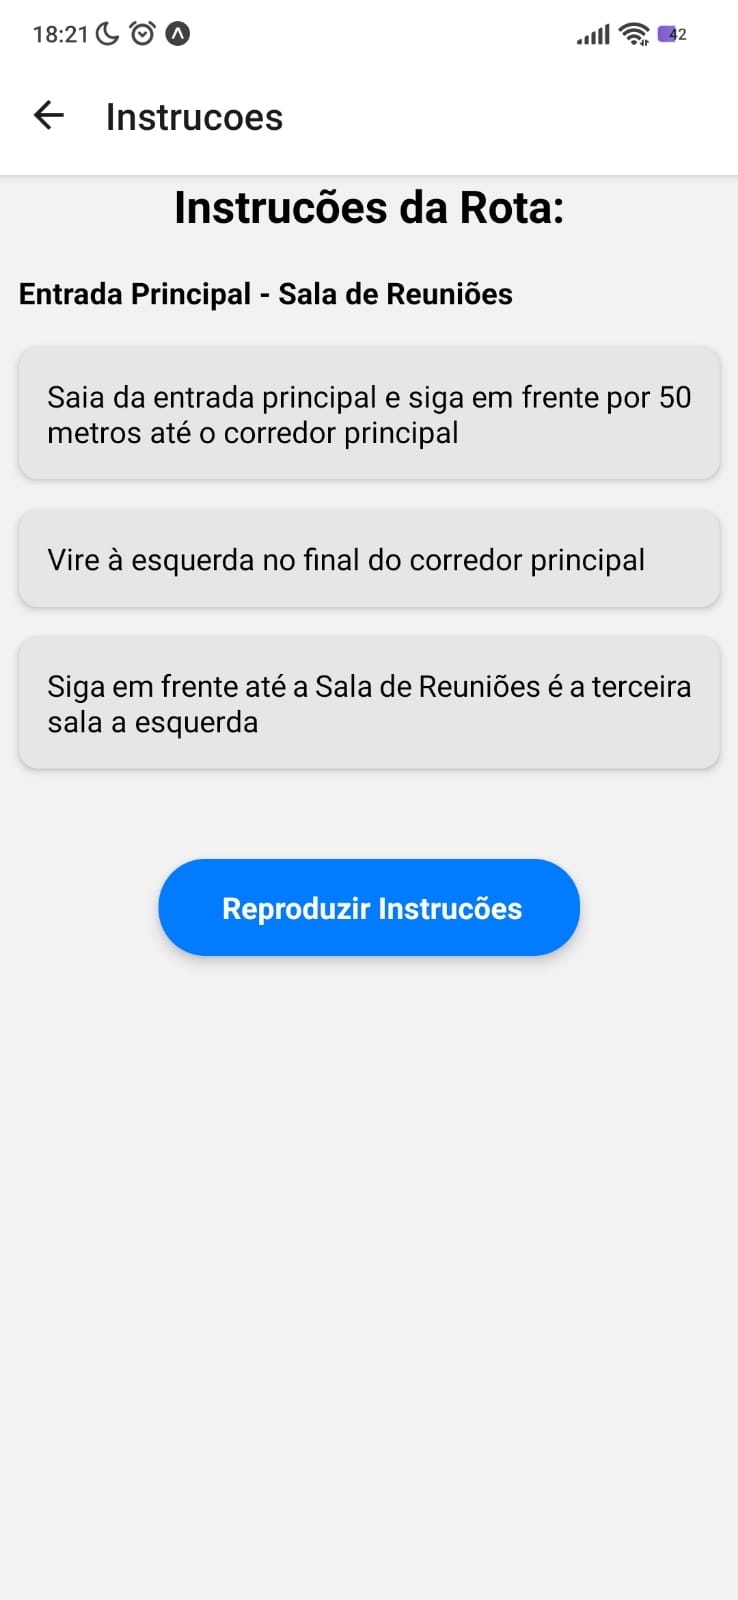 18:21
42
Instrucoes
Instrucões da Rota:
Entrada Principal - Sala de Reuniões
Saia da entrada principal e siga em frente por 50
metros até o corredor principal
Vire à esquerda no final do corredor principal
Siga em frente até a Sala de Reuniões é a terceira
sala a esquerda
Reproduzir Instrucões